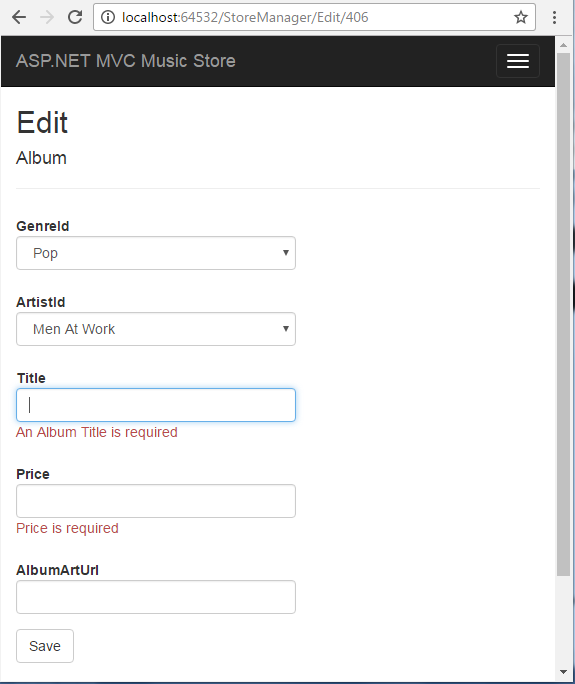 localhost:64532/StoreManager/Edit/406
ASP.NET MVC Music Store
Edit
Album
GenreId
Pop
ArtistId
Men At Work
Title
An Album Title is required
Price
Price is required
AlbumArtUrl
Save